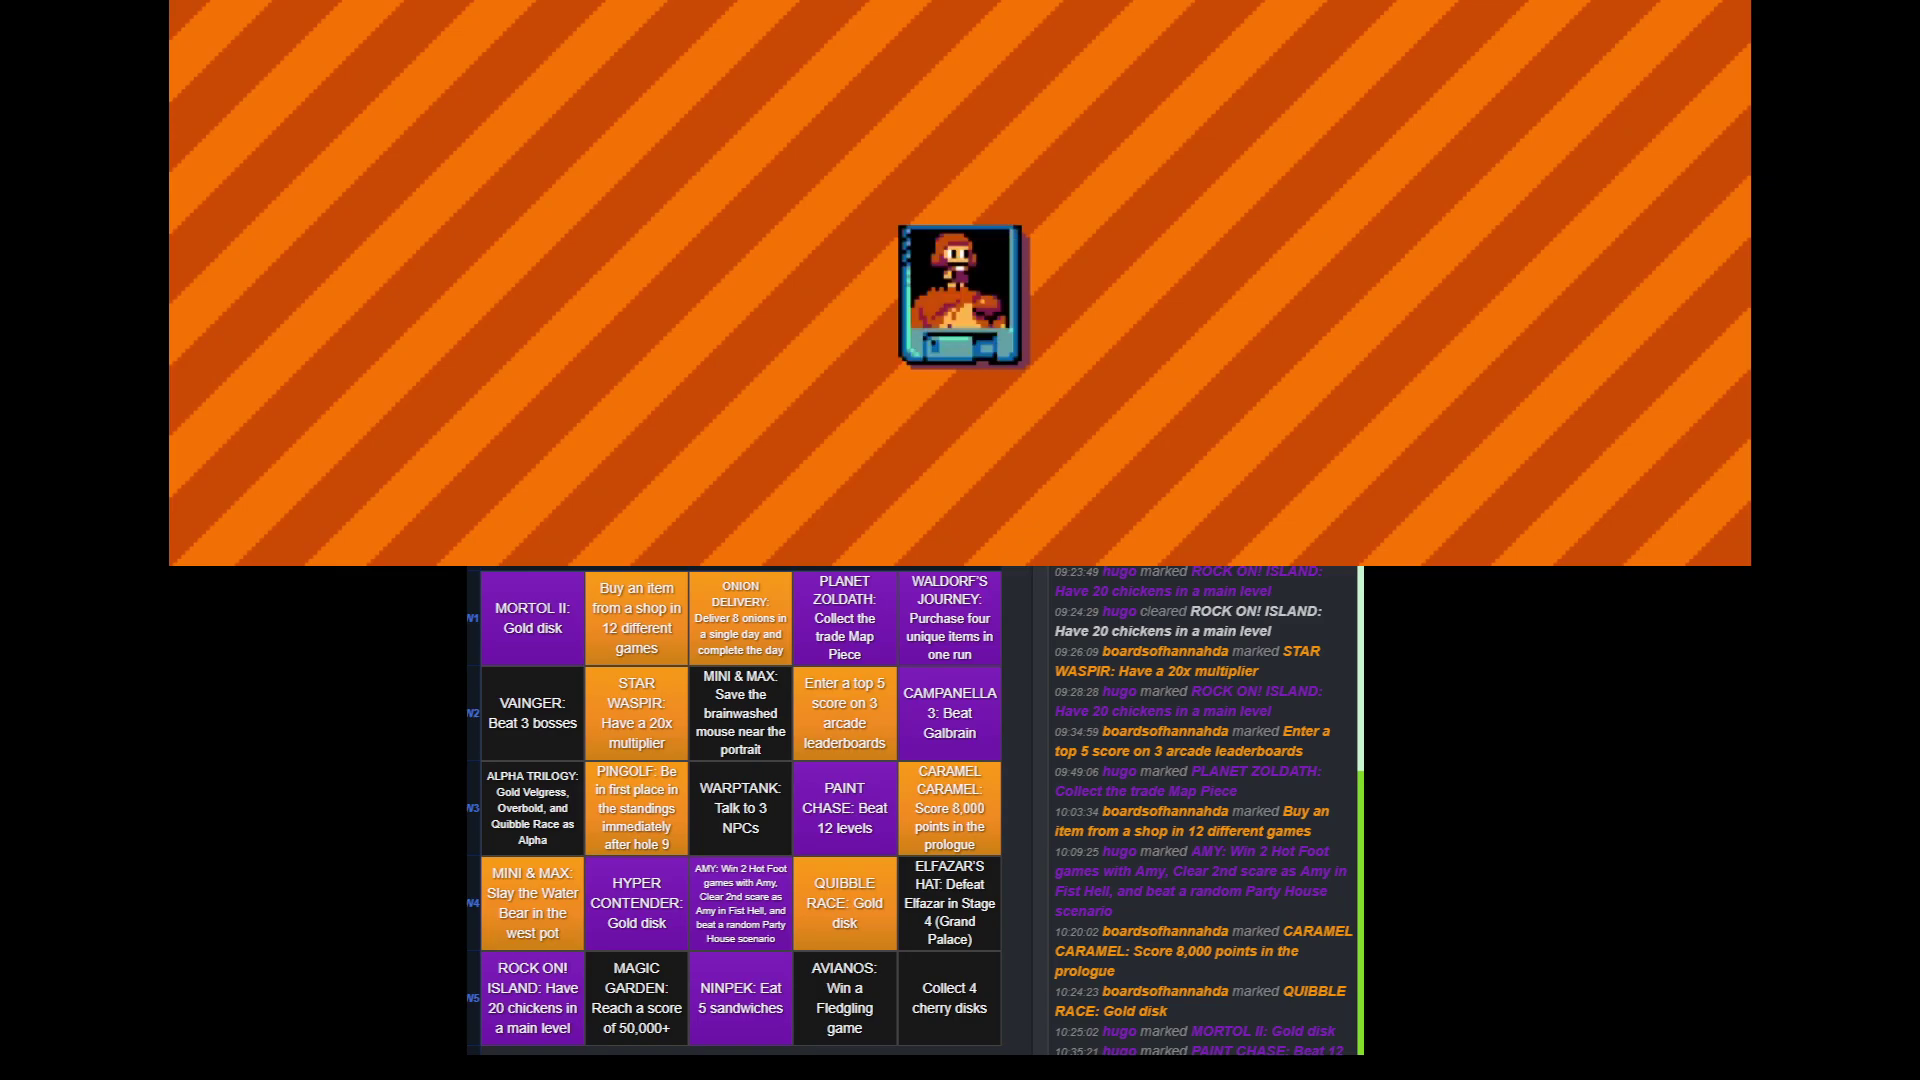 W1
MORTOL II:
Gold disk
Buy an item
from a shop in
12 different
games
ONION
DELIVERY:
Deliver 8 onions in
a single day and
complete the day
PLANET
ZOLDATH:
Collect the
trade Map
Piece
WALDORF'S
JOURNEY:
Purchase four
unique items in
one run
W2
VAINGER:
Beat 3 bosses
STAR
WASPIR:
Have a 20x
multiplier
MINI & MAX:
Save the
brainwashed
mouse near the
portrait
Enter a top 5
score on 3
arcade
leaderboards
CAMPANELLA
3: Beat
Galbrain
W3
ALPHA TRILOGY:
Gold Velgress,
Overbold, and
Quibble Race as
Alpha
PINGOLF: Be
in first place in
the standings
immediately
after hole 9
WARPTANK:
Talk to 3
NPCs
PAINT
CHASE: Beat
12 levels
CARAMEL
CARAMEL:
Score 8,000
points in the
prologue
W4
MINI & MAX:
Slay the Water
Bear in the
west pot
HYPER
CONTENDER:
Gold disk
AMY: Win 2 Hot Foot
games with Amy,
Clear 2nd scare as
Amy in Fist Hell, and
beat a random Party
House scenario
QUIBBLE
RACE: Gold
disk
ELFAZAR'S
HAT: Defeat
Elfazar in Stage
4 (Grand
Palace)
W5
ROCK ON!
ISLAND: Have
20 chickens in
a main level
MAGIC
GARDEN:
Reach a score
of 50,000+
NINPEK: Eat
5 sandwiches
AVIANOS:
Win a
Fledgling
game
Collect 4
cherry disks
09:23:49 hugo marked ROCK ON! ISLAND:
Have 20 chickens in a main level
09:24:29 hugo cleared ROCK ON! ISLAND:
Have 20 chickens in a main level
09:26:09 boardsofhannahda marked STAR
WASPIR: Have a 20x multiplier
09:28:28 hugo marked ROCK ON! ISLAND:
Have 20 chickens in a main level
09:34:59 boardsofhannahda marked Enter a
top 5 score on 3 arcade leaderboards
09:49:06 hugo marked PLANET ZOLDATH:
Collect the trade Map Piece
10:03:34 boardsofhannahda marked Buy an
item from a shop in 12 different games
10:09:25 hugo marked AMY: Win 2 Hot Foot
games with Amy, Clear 2nd scare as Amy in
Fist Hell, and beat a random Party House
scenario
10:20:02 boardsofhannahda marked CARAMEL
CARAMEL: Score 8,000 points in the
prologue
10:24:23 boardsofhannahda marked QUIBBLE
RACE: Gold disk
10:25:02 hugo marked MORTOL II: Gold disk
10:35:21 hugo marked PAINT CHASE: Beat 12